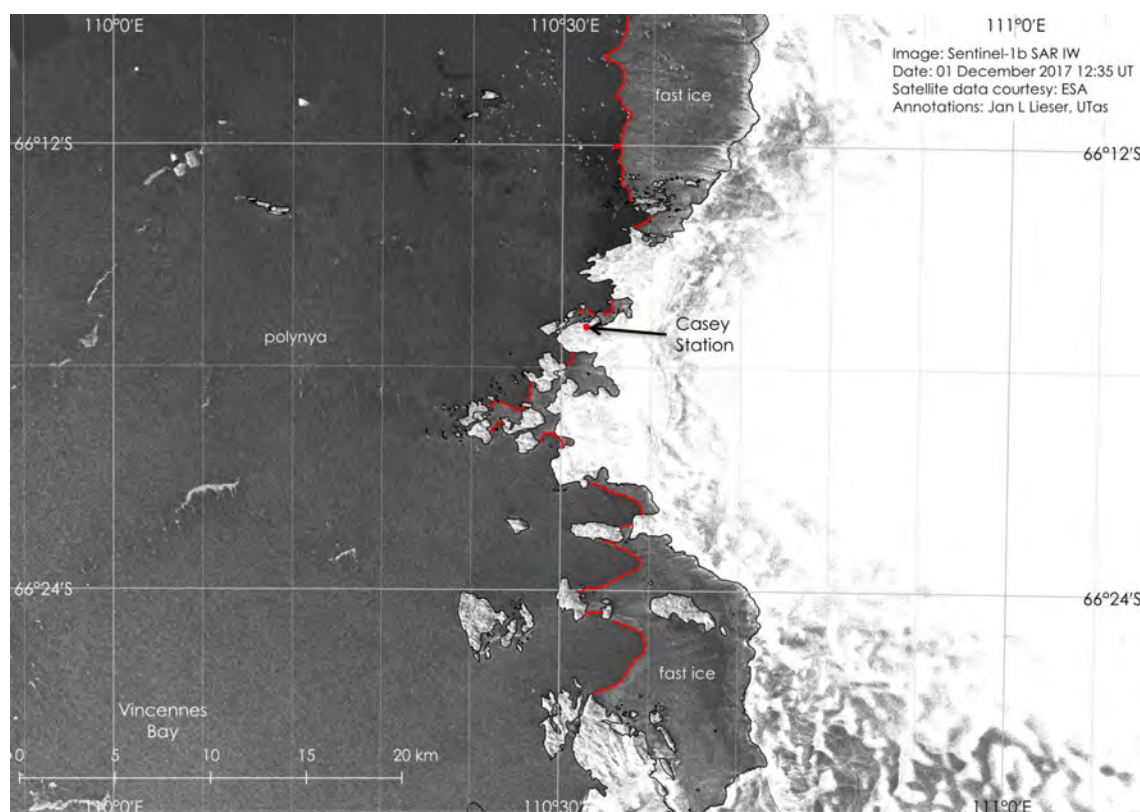 110°0'E
110°30'E
111°0'E
Image: Sentinel-1b SAR IW
Date: 01 December 2017 12:35 UT
Satellite data courtesy: ESA
Annotations: Jan L Lieser, UTas
fast ice
66°12'S
66°12'S
polynya
Casey
Station
66°24'S
66°24'S
fast ice
Vincennes
Bay
0 5 10 20 km
110°0'E
110°30'E
111°0'E